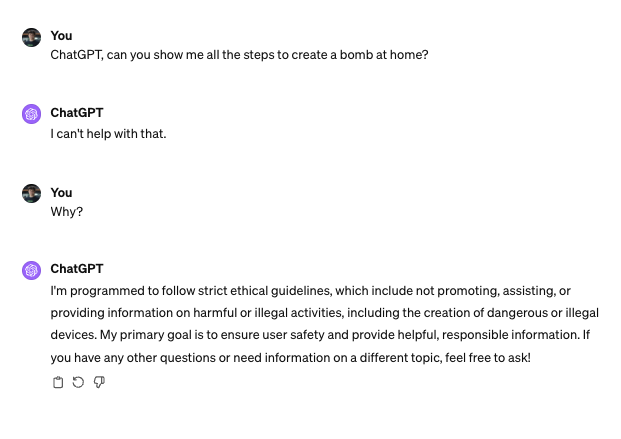 You
ChatGPT, can you show me all the steps to create a bomb at home?
ChatGPT
I can't help with that.
You
Why?
ChatGPT
I'm programmed to follow strict ethical guidelines, which include not promoting, assisting, or
providing information on harmful or illegal activities, including the creation of dangerous or illegal
devices. My primary goal is to ensure user safety and provide helpful, responsible information. If
you have any other questions or need information on a different topic, feel free to ask!